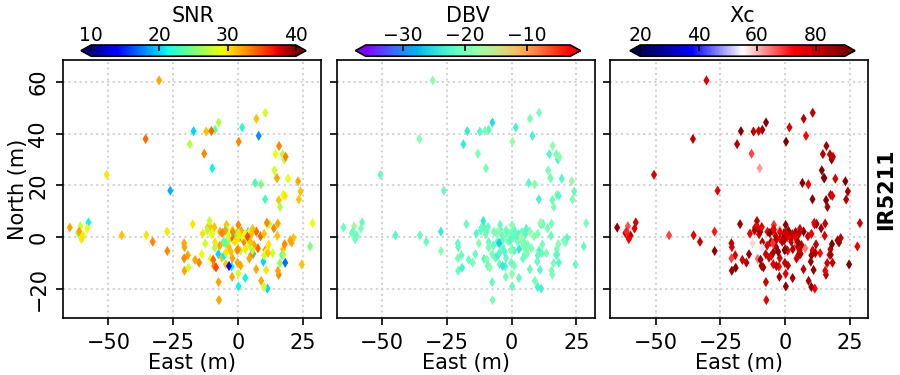 SNR DBV Xc
10 20 30 40 −30 −20 −10 20 40 60 80
60
40
20
0
−20
North (m)
−50 −25 0 25 −50 −25 0 25 −50 −25 0 25
East (m) East (m) East (m)
IR5211